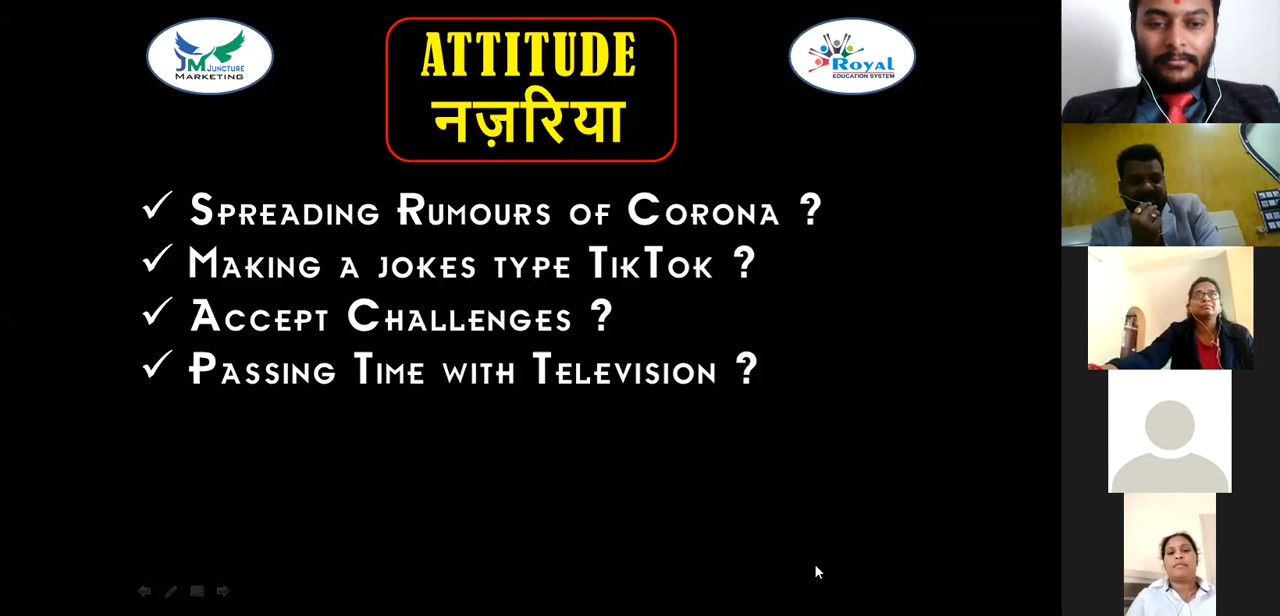 JM JUNCTURE
MARKETING
ATTITUDE
नज़रिया
Royal
EDUCATION SYSTEM
✓ SPREADING RUMOURS OF CORONA ?
✓ MAKING A JOKES TYPE TIKTOK ?
✓ ACCEPT CHALLENGES ?
✓ PASSING TIME WITH TELEVISION ?